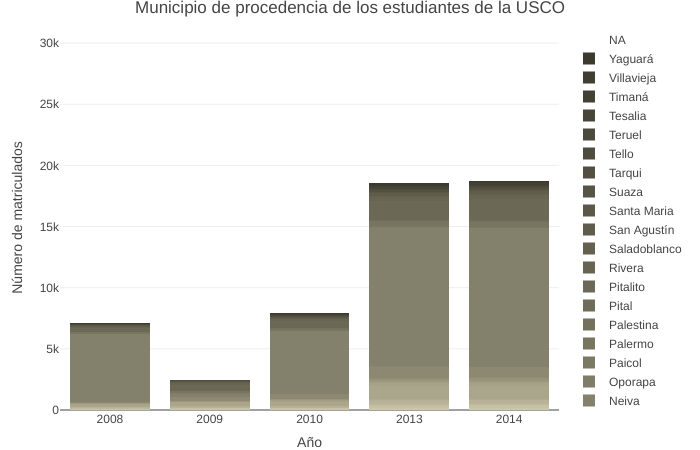 Municipio de procedencia de los estudiantes de la USCO
30k
25k
20k
15k
10k
5k
0
Número de matriculados
2008
2009
2010
2013
2014
Año
NA
Yaguará
Villavieja
Timaná
Tesalia
Teruel
Tello
Tarqui
Suaza
Santa Maria
San Agustín
Saladoblanco
Rivera
Pitalito
Pital
Palestina
Palermo
Paicol
Oporapa
Neiva